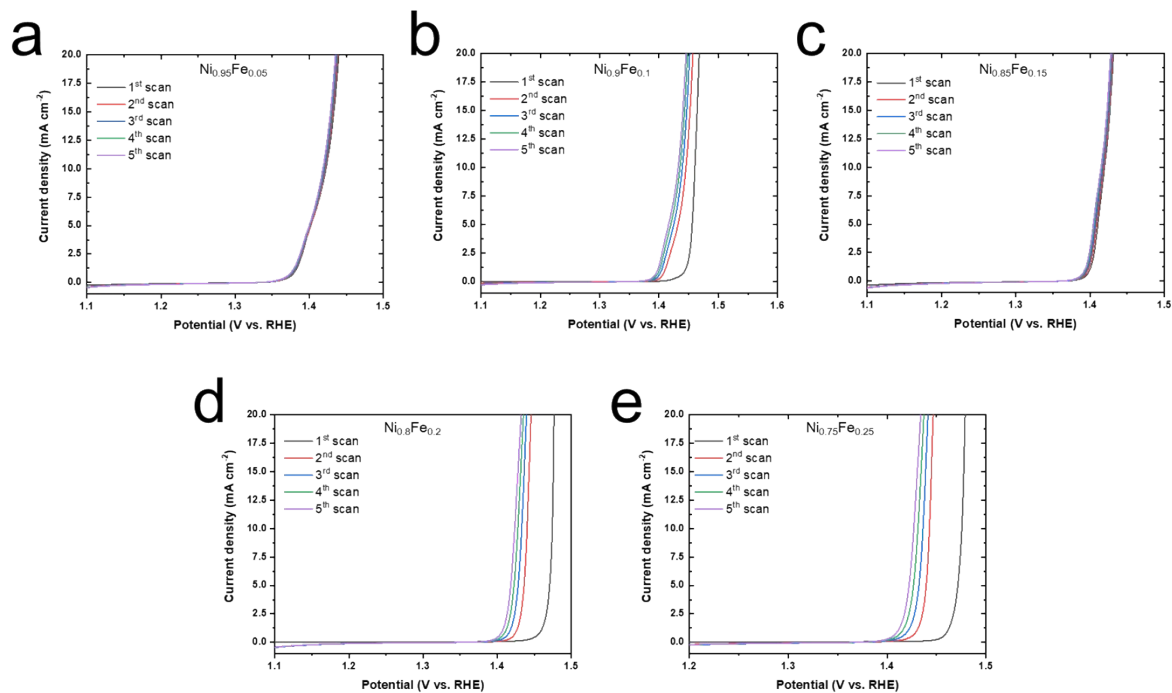 a
Ni0.95Fe0.05
1st scan
2nd scan
3rd scan
4th scan
5th scan
20.0
17.5
15.0
12.5
10.0
7.5
5.0
2.5
0.0
Current density (mA cm-2)
1.1
1.2
1.3
1.4
1.5
Potential (V vs. RHE)
b
Ni0.9Fe0.1
1st scan
2nd scan
3rd scan
4th scan
5th scan
20.0
17.5
15.0
12.5
10.0
7.5
5.0
2.5
0.0
Current density (mA cm-2)
1.1
1.2
1.3
1.4
1.5
1.6
Potential (V vs. RHE)
c
Ni0.85Fe0.15
1st scan
2nd scan
3rd scan
4th scan
5th scan
20.0
17.5
15.0
12.5
10.0
7.5
5.0
2.5
0.0
Current density (mA cm-2)
1.1
1.2
1.3
1.4
1.5
Potential (V vs. RHE)
d
Ni0.8Fe0.2
1st scan
2nd scan
3rd scan
4th scan
5th scan
20.0
17.5
15.0
12.5
10.0
7.5
5.0
2.5
0.0
Current density (mA cm-2)
1.1
1.2
1.3
1.4
1.5
Potential (V vs. RHE)
e
Ni0.75Fe0.25
1st scan
2nd scan
3rd scan
4th scan
5th scan
20.0
17.5
15.0
12.5
10.0
7.5
5.0
2.5
0.0
Current density (mA cm-2)
1.2
1.3
1.4
1.5
Potential (V vs. RHE)